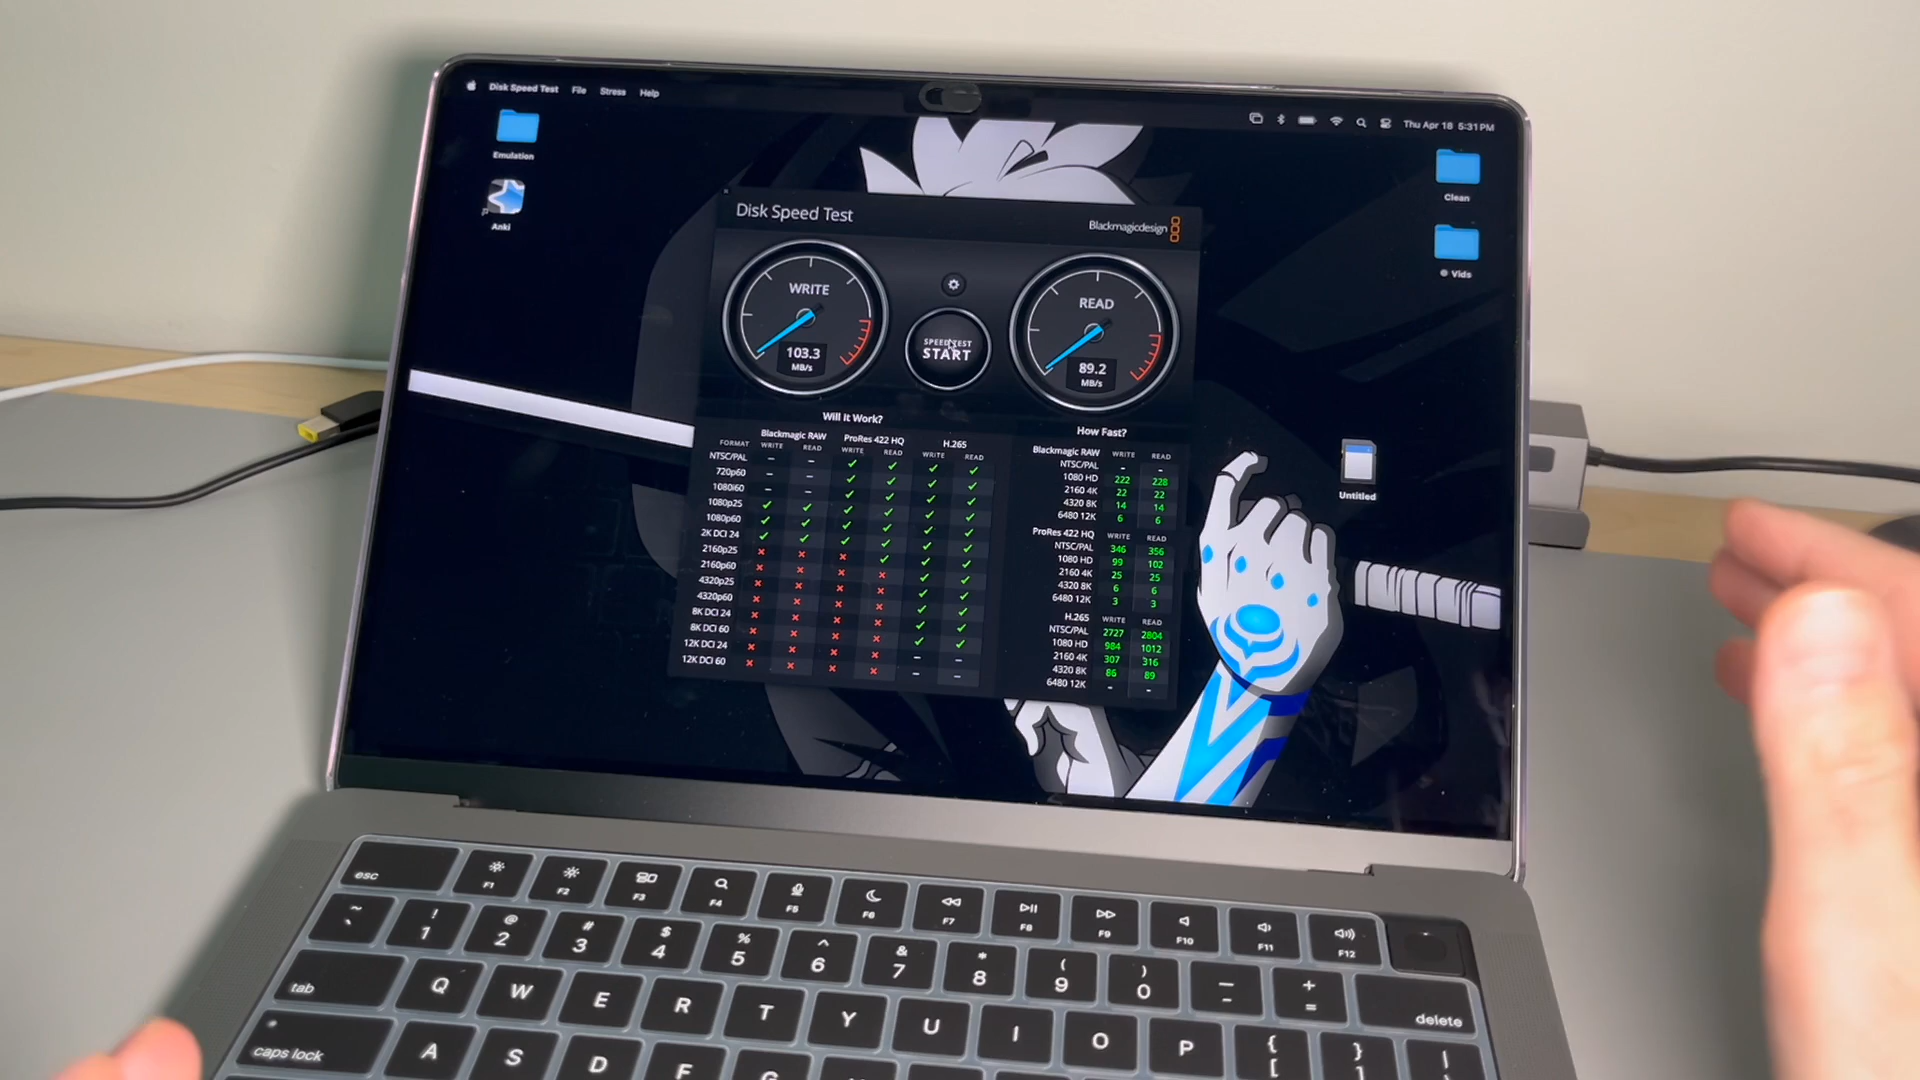 Disk Speed Test File Stress Help
Thu Apr 18 5:31 PM
Emulation
Anki
Clean
Vids
Untitled
Disk Speed Test
Blackmagicdesign
WRITE
103.3
MB/s
SPEED TEST
START
READ
89.2
MB/s
Will It Work?
Blackmagic RAW ProRes 422 HQ H.265
FORMAT WRITE READ WRITE READ WRITE READ
NTSC/PAL – – ✓ ✓ ✓ ✓
720p60 – – ✓ ✓ ✓ ✓
1080i60 – – ✓ ✓ ✓ ✓
1080p25 ✓ ✓ ✓ ✓ ✓ ✓
1080p60 ✓ ✓ ✓ ✓ ✓ ✓
2K DCI 24 ✓ ✓ ✓ ✓ ✓ ✓
2160p25 × × × ✓ ✓ ✓
2160p60 × × × × ✓ ✓
4320p25 × × × × ✓ ✓
4320p60 × × × × ✓ ✓
8K DCI 24 × × × × ✓ ✓
8K DCI 60 × × × × ✓ ✓
12K DCI 24 × × × × – –
12K DCI 60 × × × × – –
How Fast?
Blackmagic RAW WRITE READ
NTSC/PAL - -
1080 HD 222 228
2160 4K 22 22
4320 8K 14 14
6480 12K 6 6
ProRes 422 HQ WRITE READ
NTSC/PAL 346 356
1080 HD 99 102
2160 4K 25 25
4320 8K 6 6
6480 12K 3 3
H.265 WRITE READ
NTSC/PAL 2727 2804
1080 HD 984 1012
2160 4K 307 316
4320 8K 86 89
6480 12K - -
esc F1 F2 F3 F4 F5 F6 F7 F8 F9 F10 F11 F12
~ ! @ # $ % ^ & * ( ) – +
` 1 2 3 4 5 6 7 8 9 0 - = delete
tab Q W E R T Y U I O P { }
[ ]
caps lock A S D F G